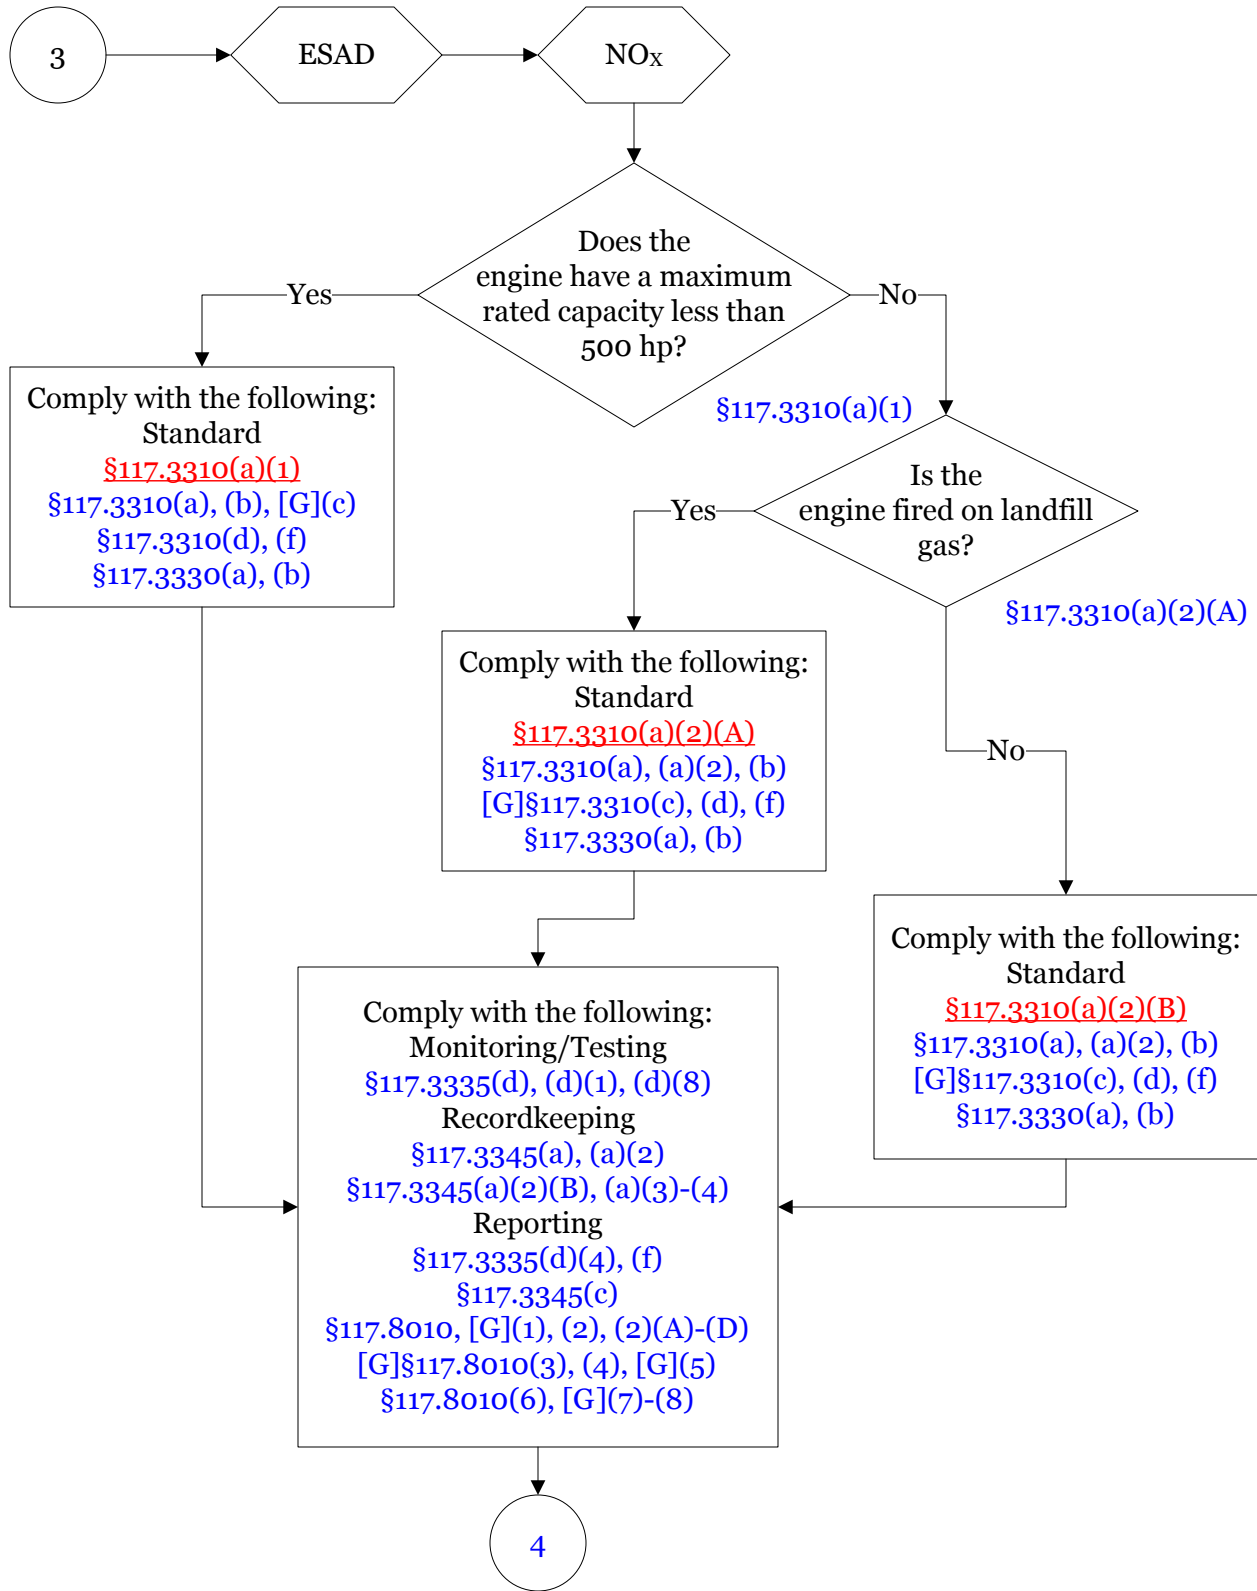 3
ESAD
NOX
Does the
engine have a maximum
rated capacity less than
500 hp?
Yes
No
§117.3310(a)(1)
Comply with the following:
Standard
§117.3310(a)(1)
§117.3310(a), (b), [G](c)
§117.3310(d), (f)
§117.3330(a), (b)
Is the
engine fired on landfill
gas?
Yes
§117.3310(a)(2)(A)
No
Comply with the following:
Standard
§117.3310(a)(2)(A)
§117.3310(a), (a)(2), (b)
[G]§117.3310(c), (d), (f)
§117.3330(a), (b)
Comply with the following:
Standard
§117.3310(a)(2)(B)
§117.3310(a), (a)(2), (b)
[G]§117.3310(c), (d), (f)
§117.3330(a), (b)
Comply with the following:
Monitoring/Testing
§117.3335(d), (d)(1), (d)(8)
Recordkeeping
§117.3345(a), (a)(2)
§117.3345(a)(2)(B), (a)(3)-(4)
Reporting
§117.3335(d)(4), (f)
§117.3345(c)
§117.8010, [G](1), (2), (2)(A)-(D)
[G]§117.8010(3), (4), [G](5)
§117.8010(6), [G](7)-(8)
4